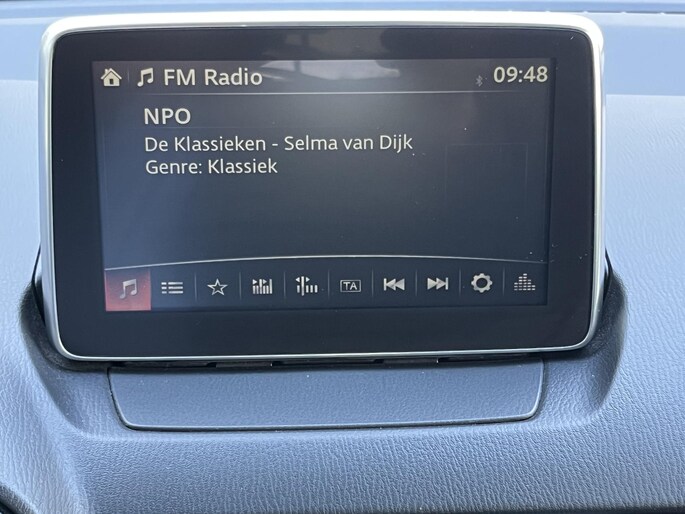 FM Radio 09:48
NPO
De Klassieken - Selma van Dijk
Genre: Klassiek
TA